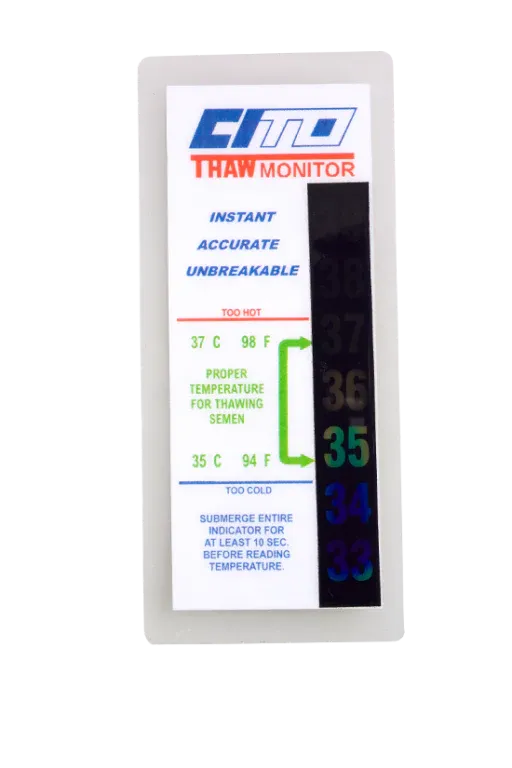 CITO
THAW MONITOR
INSTANT
ACCURATE
UNBREAKABLE
TOO HOT
37 C 98 F
PROPER
TEMPERATURE
FOR THAWING
SEMEN
35 C 94 F
TOO COLD
SUBMERGE ENTIRE
INDICATOR FOR
AT LEAST 10 SEC.
BEFORE READING
TEMPERATURE.
38
37
36
35
34
33